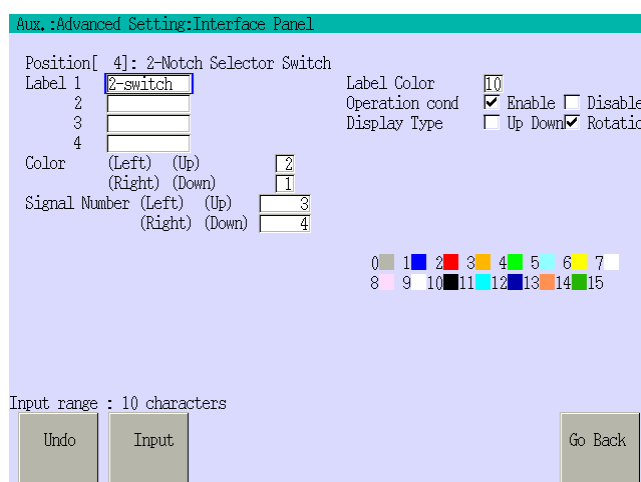 Aux.:Advanced Setting:Interface Panel
Position[ 4]: 2-Notch Selector Switch
Label 1 2-switch Label Color 10
2 Operation cond Enable Disable
3 Display Type Up Down Rotatio
4
Color (Left) (Up) 2
(Right) (Down) 1
Signal Number (Left) (Up) 3
(Right) (Down) 4
0 1 2 3 4 5 6 7
8 9 10 11 12 13 14 15
Input range : 10 characters
Undo Input Go Back